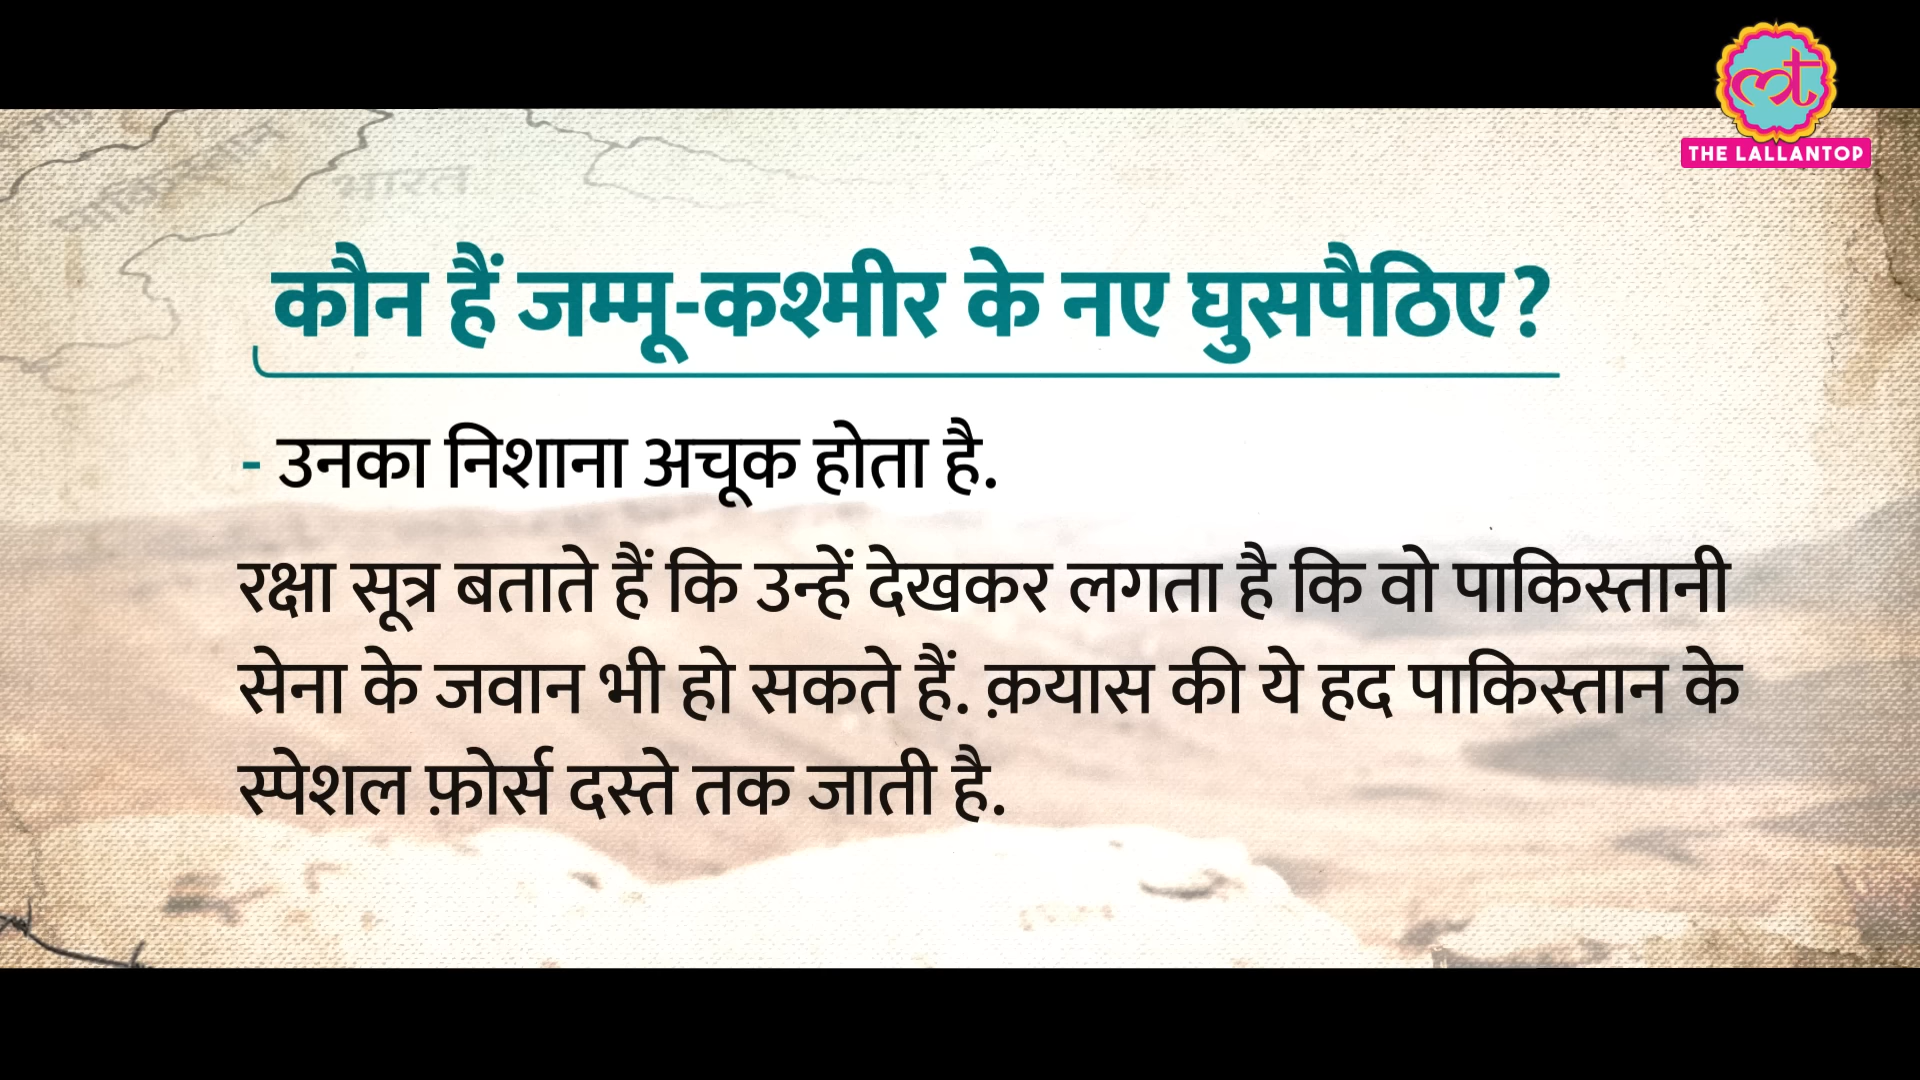 THE LALLANTOP
पाकिस्तान
भारत
कौन हैं जम्मू-कश्मीर के नए घुसपैठिए?
- उनका निशाना अचूक होता है.
रक्षा सूत्र बताते हैं कि उन्हें देखकर लगता है कि वो पाकिस्तानी
सेना के जवान भी हो सकते हैं. क़यास की ये हद पाकिस्तान के
स्पेशल फ़ोर्स दस्ते तक जाती है.